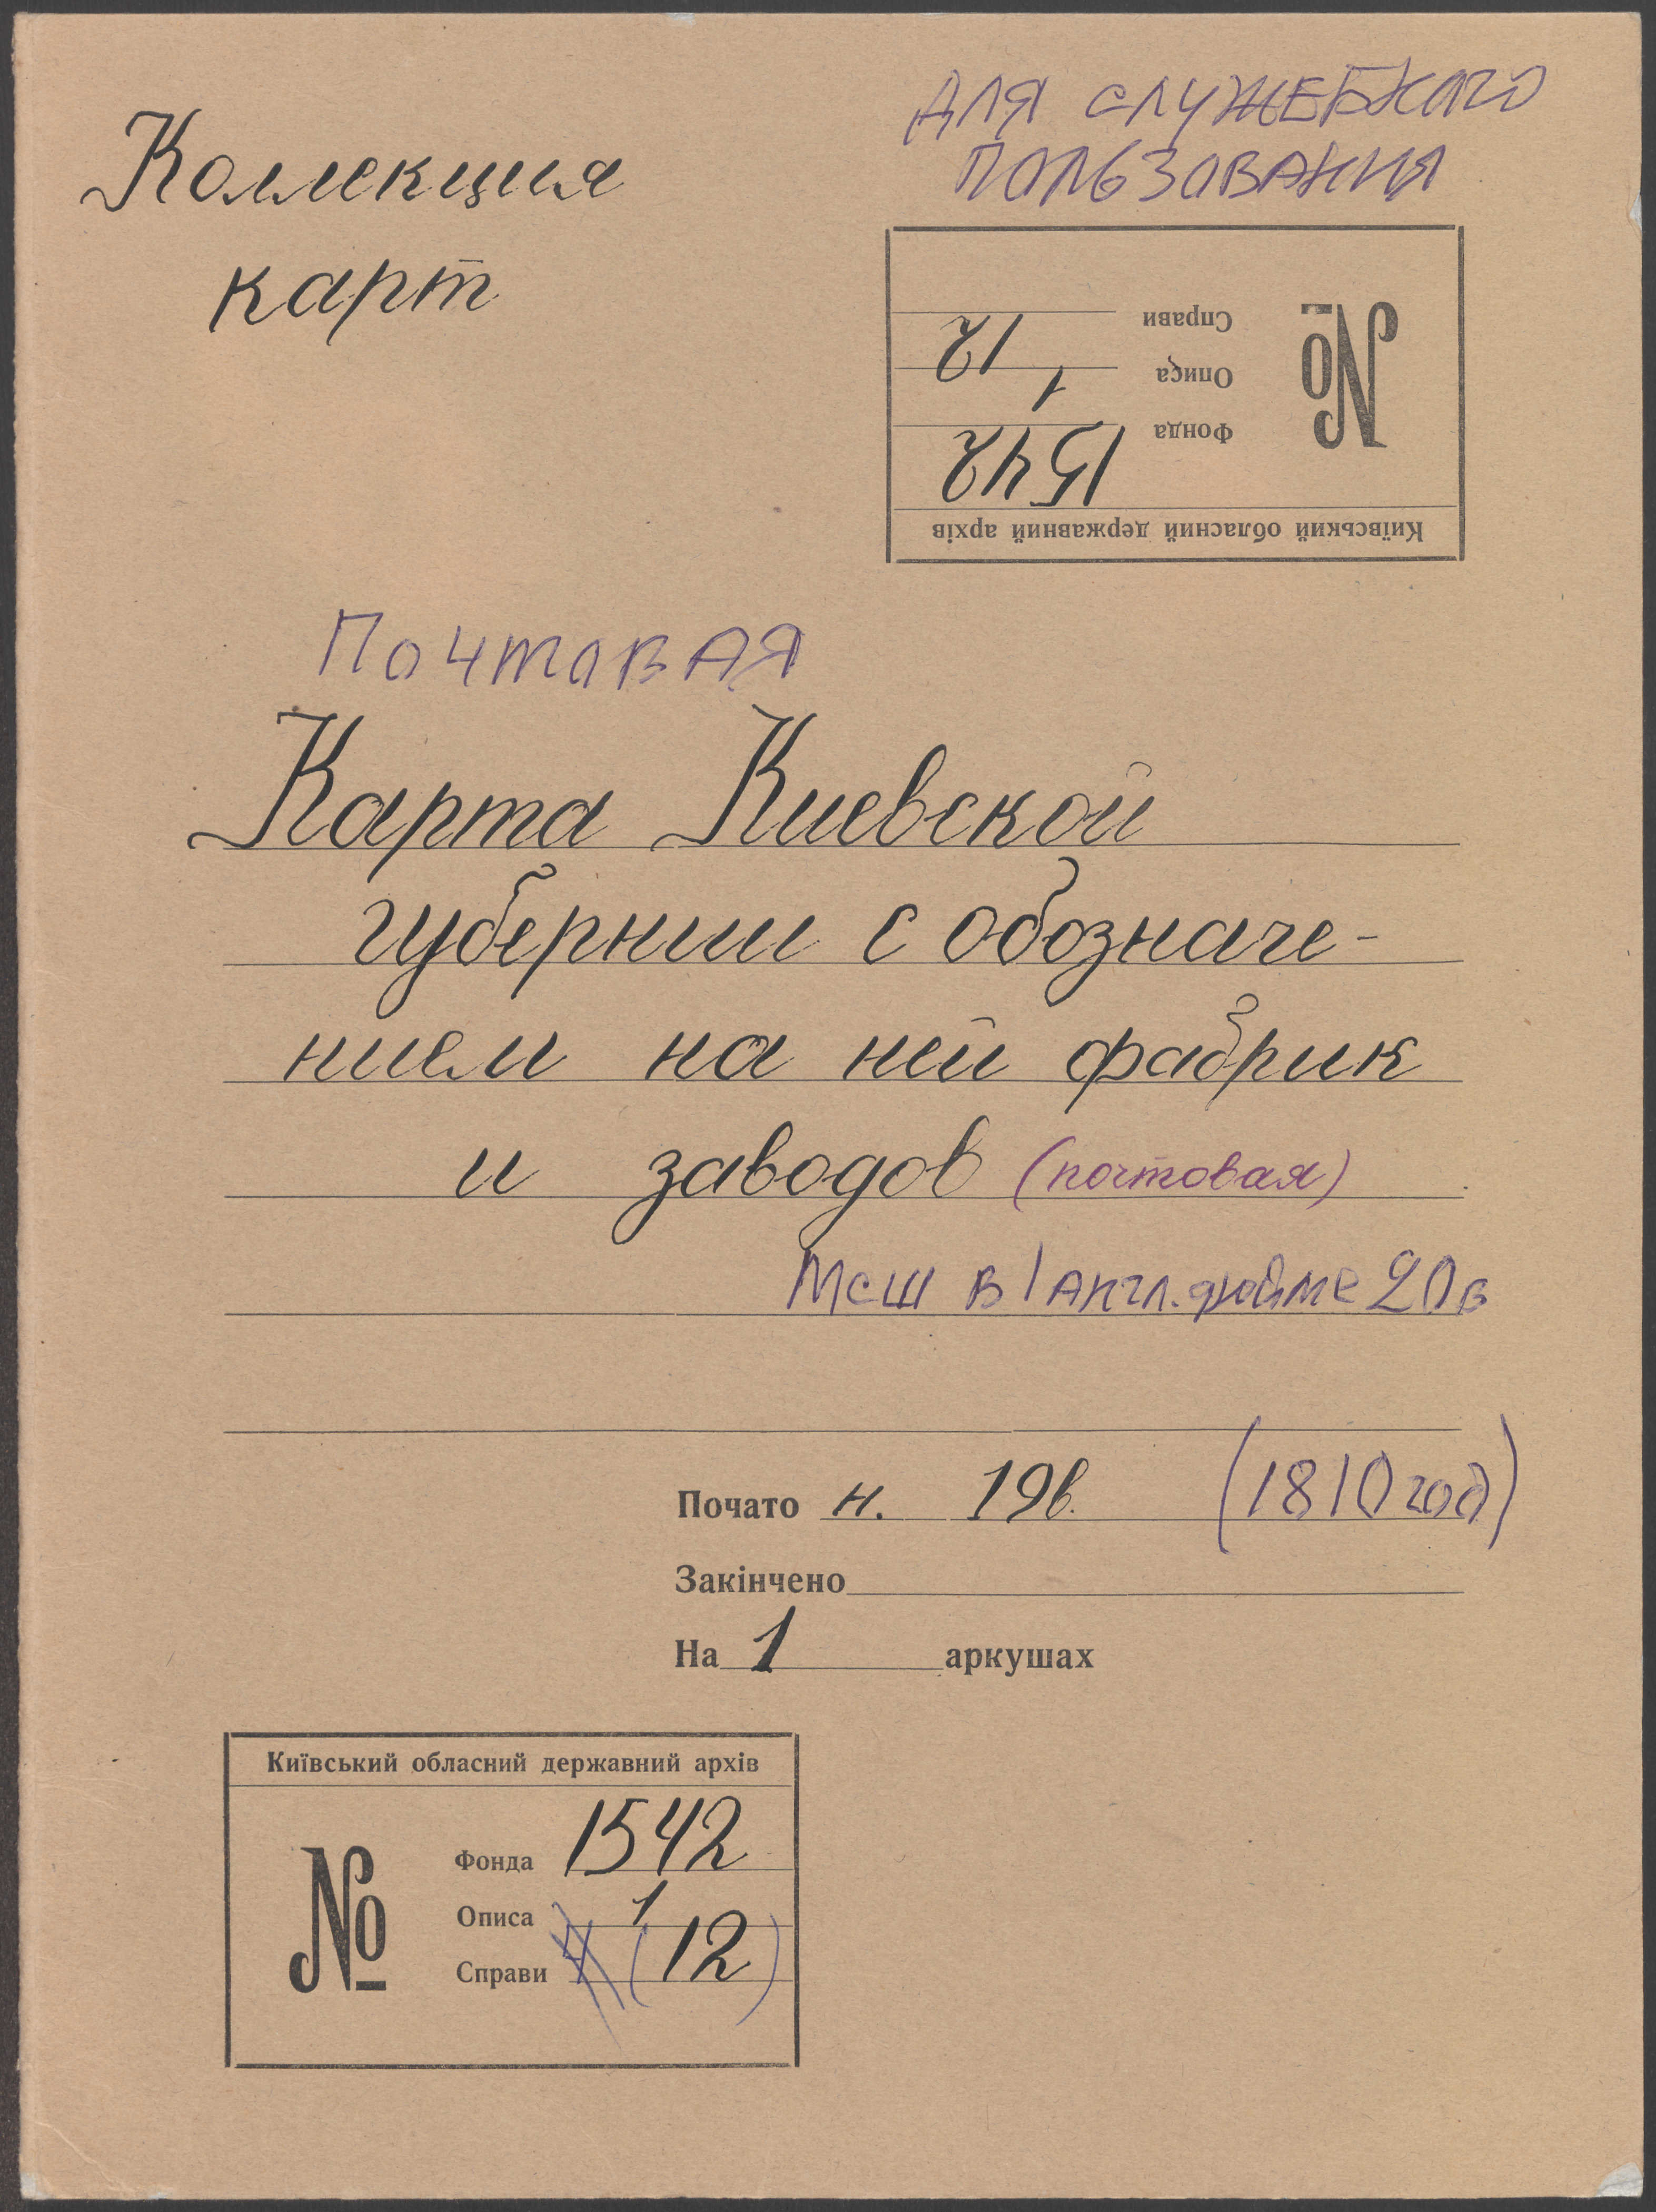 Коллекция
карт
ДЛЯ СЛУЖЕБНОГО
ПОЛЬЗОВАНИЯ
Київський обласний державний архів
№
Фонда 1542
Описа 1
Справи 12
ПОЧТОВАЯ
Карта Киевской
губернии с обозначе-
нием на ней фабрик
и заводов (почтовая)
Мсш в 1 англ. дюйме 20 в
Почато н. 19в. (1810 год)
Закінчено
На 1 аркушах
Київський обласний державний архів
№
Фонда 1542
Описа 1
Справи (12)